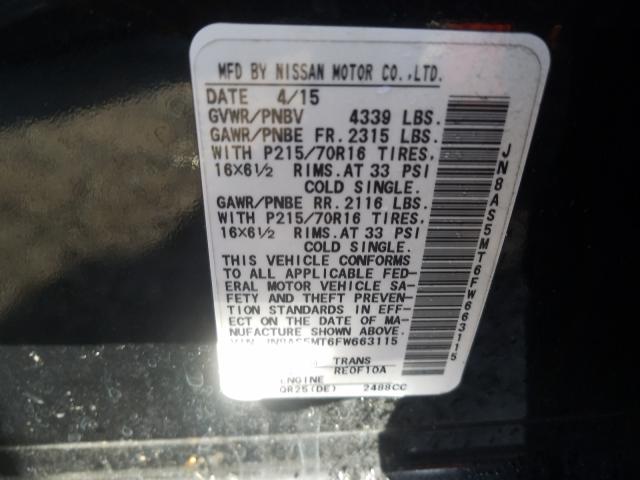 MFD BY NISSAN MOTOR CO.,LTD.
DATE 4/15
GVWR/PNBV 4339 LBS.
GAWR/PNBE FR. 2315 LBS.
WITH P215/70R16 TIRES.
16X6½ RIMS.AT 33 PSI
COLD SINGLE.
GAWR/PNBE RR. 2116 LBS.
WITH P215/70R16 TIRES.
16X6½ RIMS.AT 33 PSI
COLD SINGLE.
THIS VEHICLE CONFORMS
TO ALL APPLICABLE FED-
ERAL MOTOR VEHICLE SA-
FETY AND THEFT PREVEN-
TION STANDARDS IN EFF-
ECT ON THE DATE OF MA-
NUFACTURE SHOWN ABOVE.
VIN JN8AS5MT6FW663115
TRANS
RE0F10A
ENGINE
QR25(DE) 2488CC
JN8AS5MT6FW663115